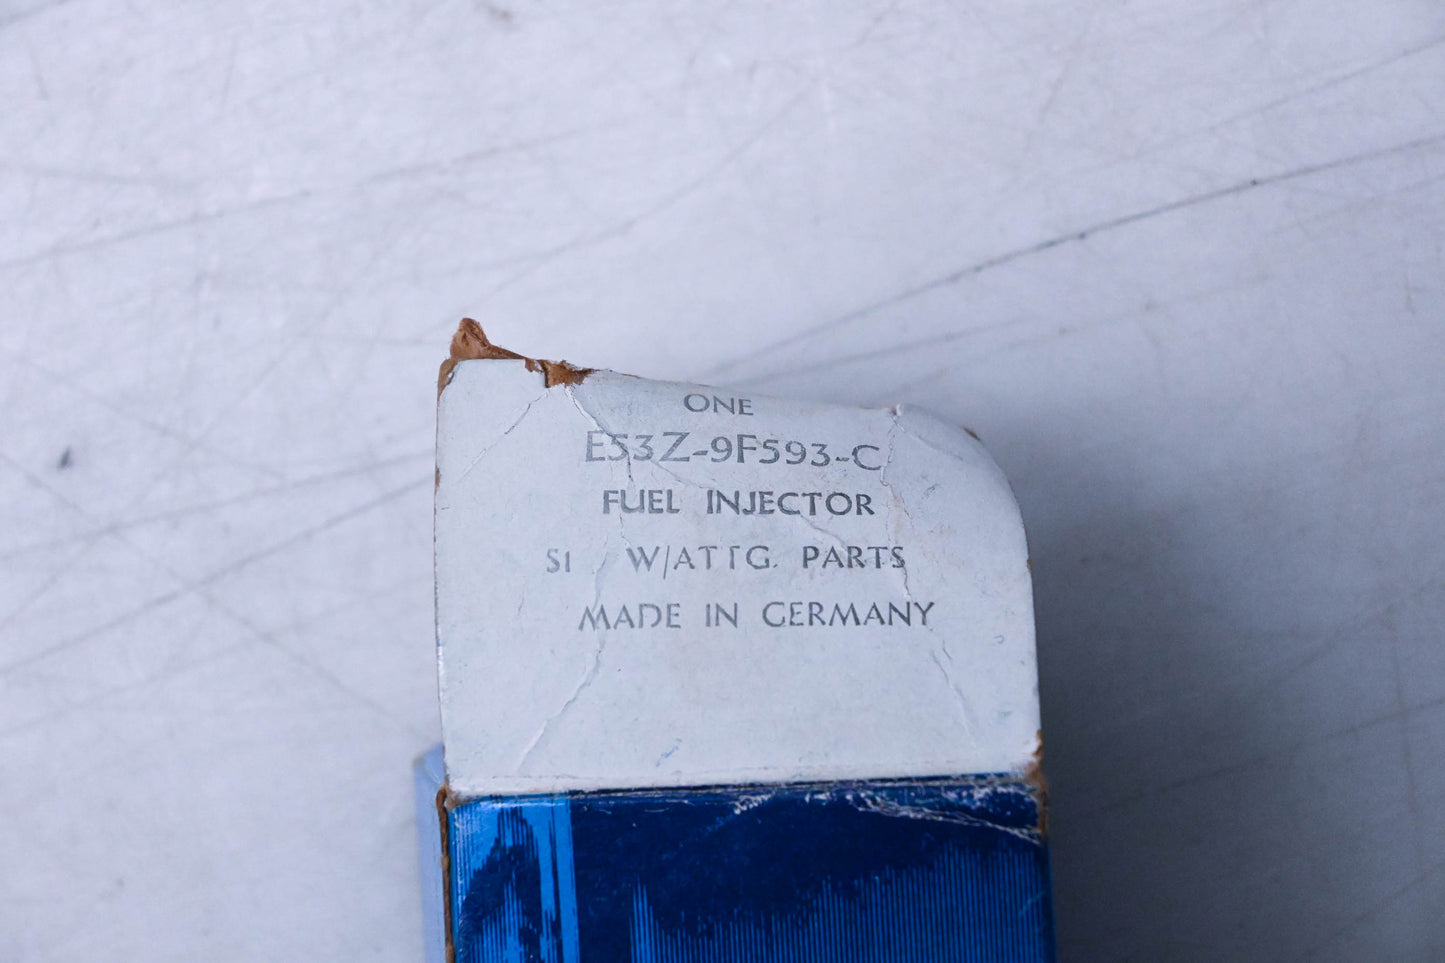 ONE
E53Z-9F593-C
FUEL INJECTOR
S1 W/ATTG. PARTS
MADE IN GERMANY